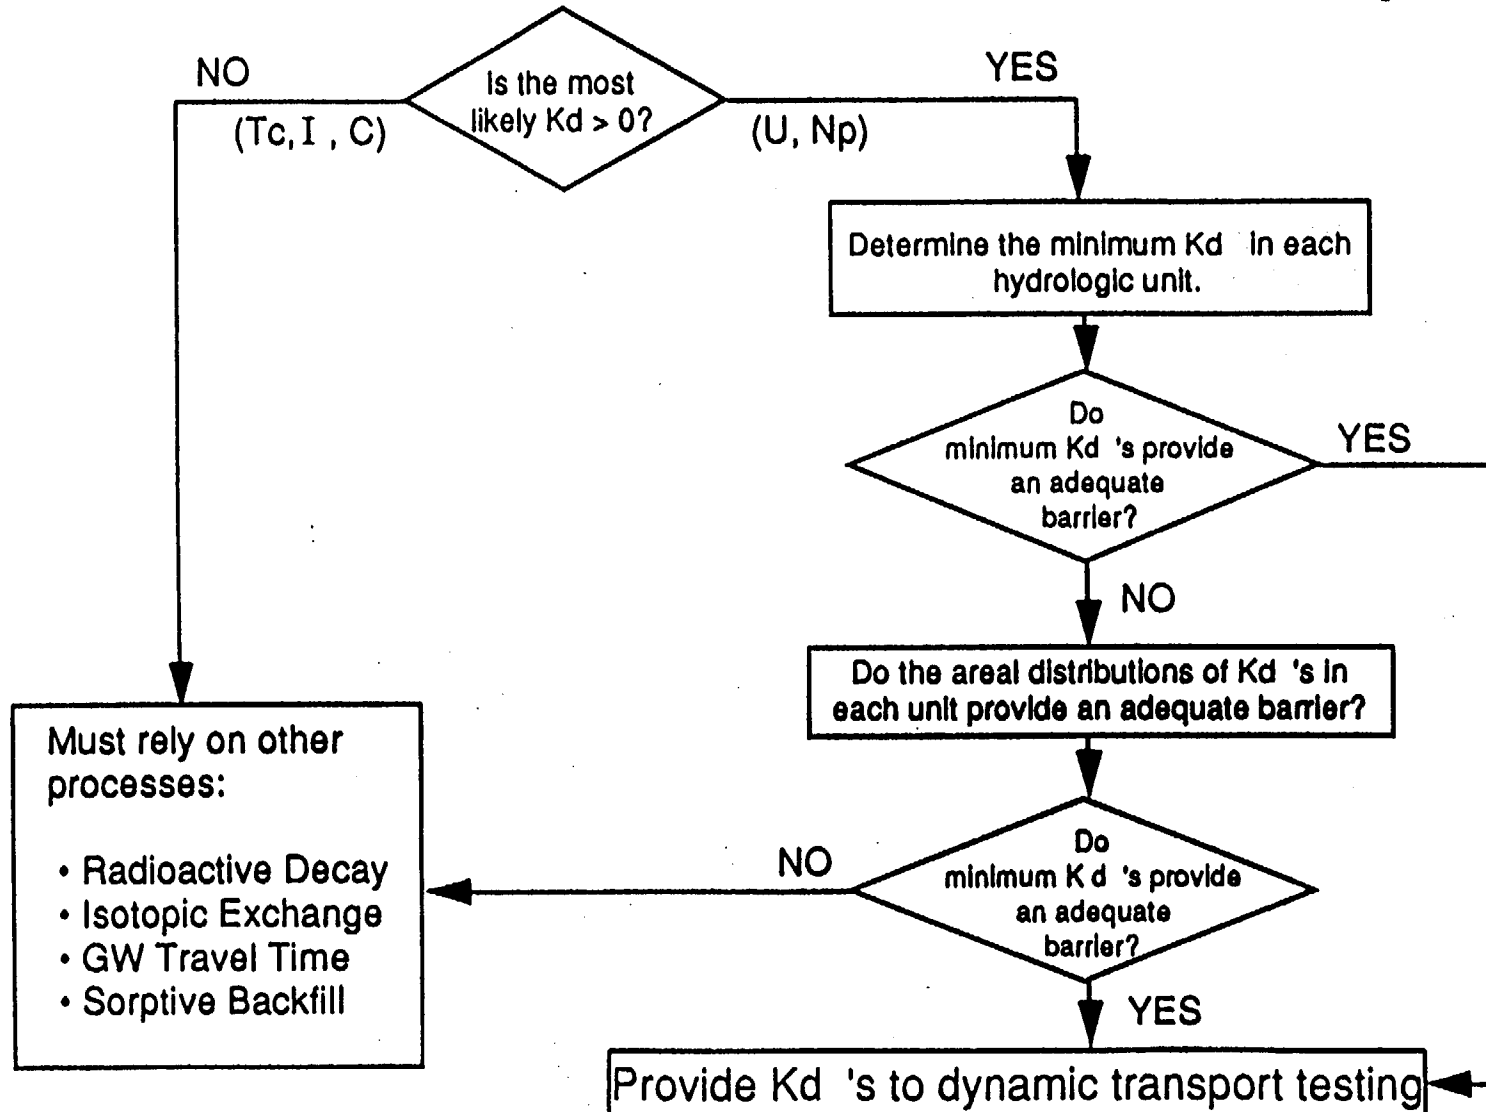 Is the most
likely Kd > 0?
NO
(Tc, I , C)
YES
(U, Np)
Determine the minimum Kd in each
hydrologic unit.
Do
minimum Kd 's provide
an adequate
barrier?
YES
NO
Do the areal distributions of Kd 's in
each unit provide an adequate barrier?
Do
minimum K d 's provide
an adequate
barrier?
NO
YES
Must rely on other
processes:
• Radioactive Decay
• Isotopic Exchange
• GW Travel Time
• Sorptive Backfill
Provide Kd 's to dynamic transport testing